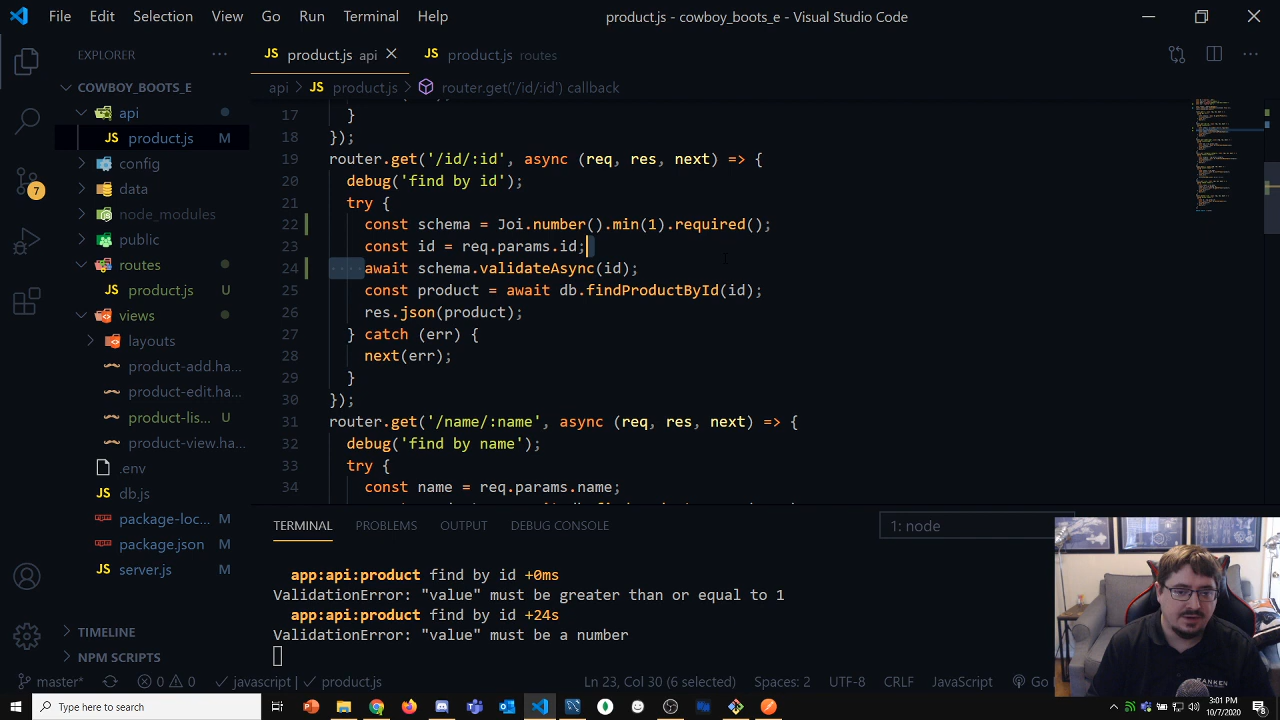 File Edit Selection View Go Run Terminal Help product.js - cowboy_boots_e - Visual Studio Code
EXPLORER
COWBOY_BOOTS_E
api
JS product.js M
config
data
node_modules
public
routes
JS product.js U
views
layouts
product-add.ha...
product-edit.ha...
product-lis... U
product-view.ha...
.env
db.js
package-loc... M
package.json M
server.js M
7
TIMELINE
NPM SCRIPTS
JS product.js api JS product.js routes
api > JS product.js > router.get('/id/:id') callback
17 }
18 });
19 router.get('/id/:id', async (req, res, next) => {
20 debug('find by id');
21 try {
22 const schema = Joi.number().min(1).required();
23 const id = req.params.id;
24 await schema.validateAsync(id);
25 const product = await db.findProductById(id);
26 res.json(product);
27 } catch (err) {
28 next(err);
29 }
30 });
31 router.get('/name/:name', async (req, res, next) => {
32 debug('find by name');
33 try {
34 const name = req.params.name;
TERMINAL PROBLEMS OUTPUT DEBUG CONSOLE 1: node
app:api:product find by id +0ms
ValidationError: "value" must be greater than or equal to 1
app:api:product find by id +24s
ValidationError: "value" must be a number
master* 0 0 javascript | product.js Ln 23, Col 30 (6 selected) Spaces: 2 UTF-8 CRLF JavaScript Go
Type here to search
3:01 PM
10/7/2020